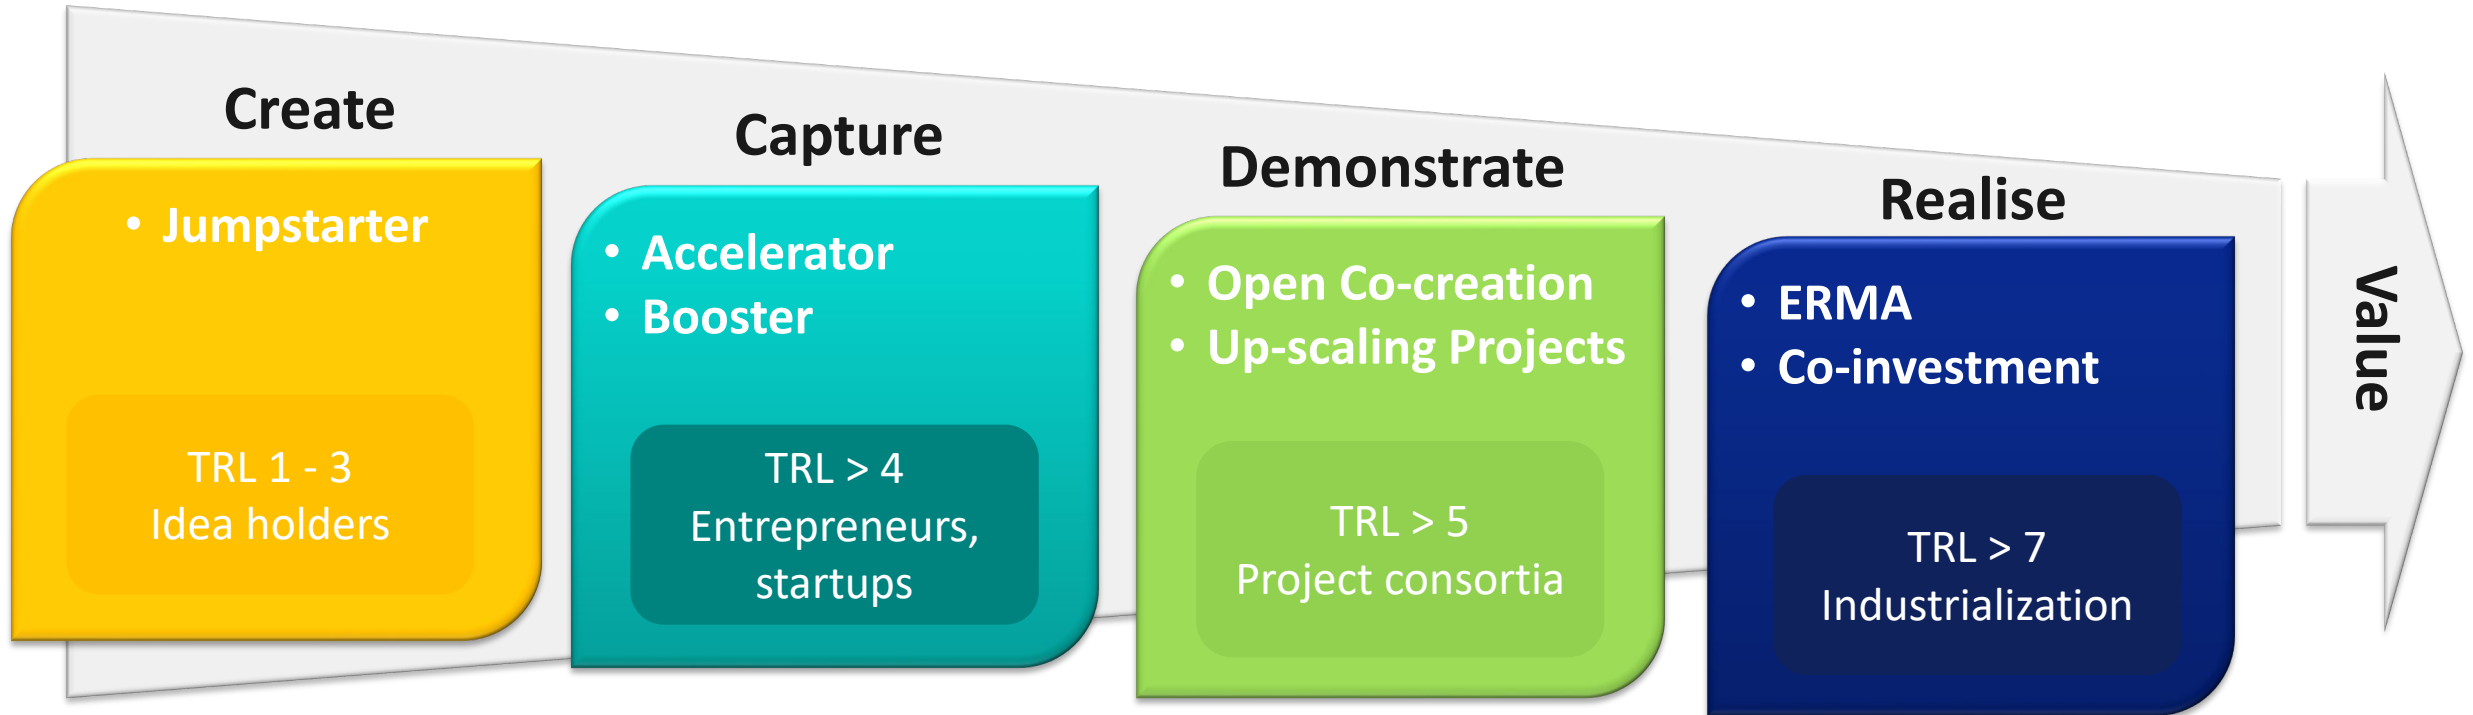 Create
• Jumpstarter
TRL 1 - 3
Idea holders
Capture
• Accelerator
• Booster
TRL > 4
Entrepreneurs,
startups
Demonstrate
• Open Co-creation
• Up-scaling Projects
TRL > 5
Project consortia
Realise
• ERMA
• Co-investment
TRL > 7
Industrialization
Value